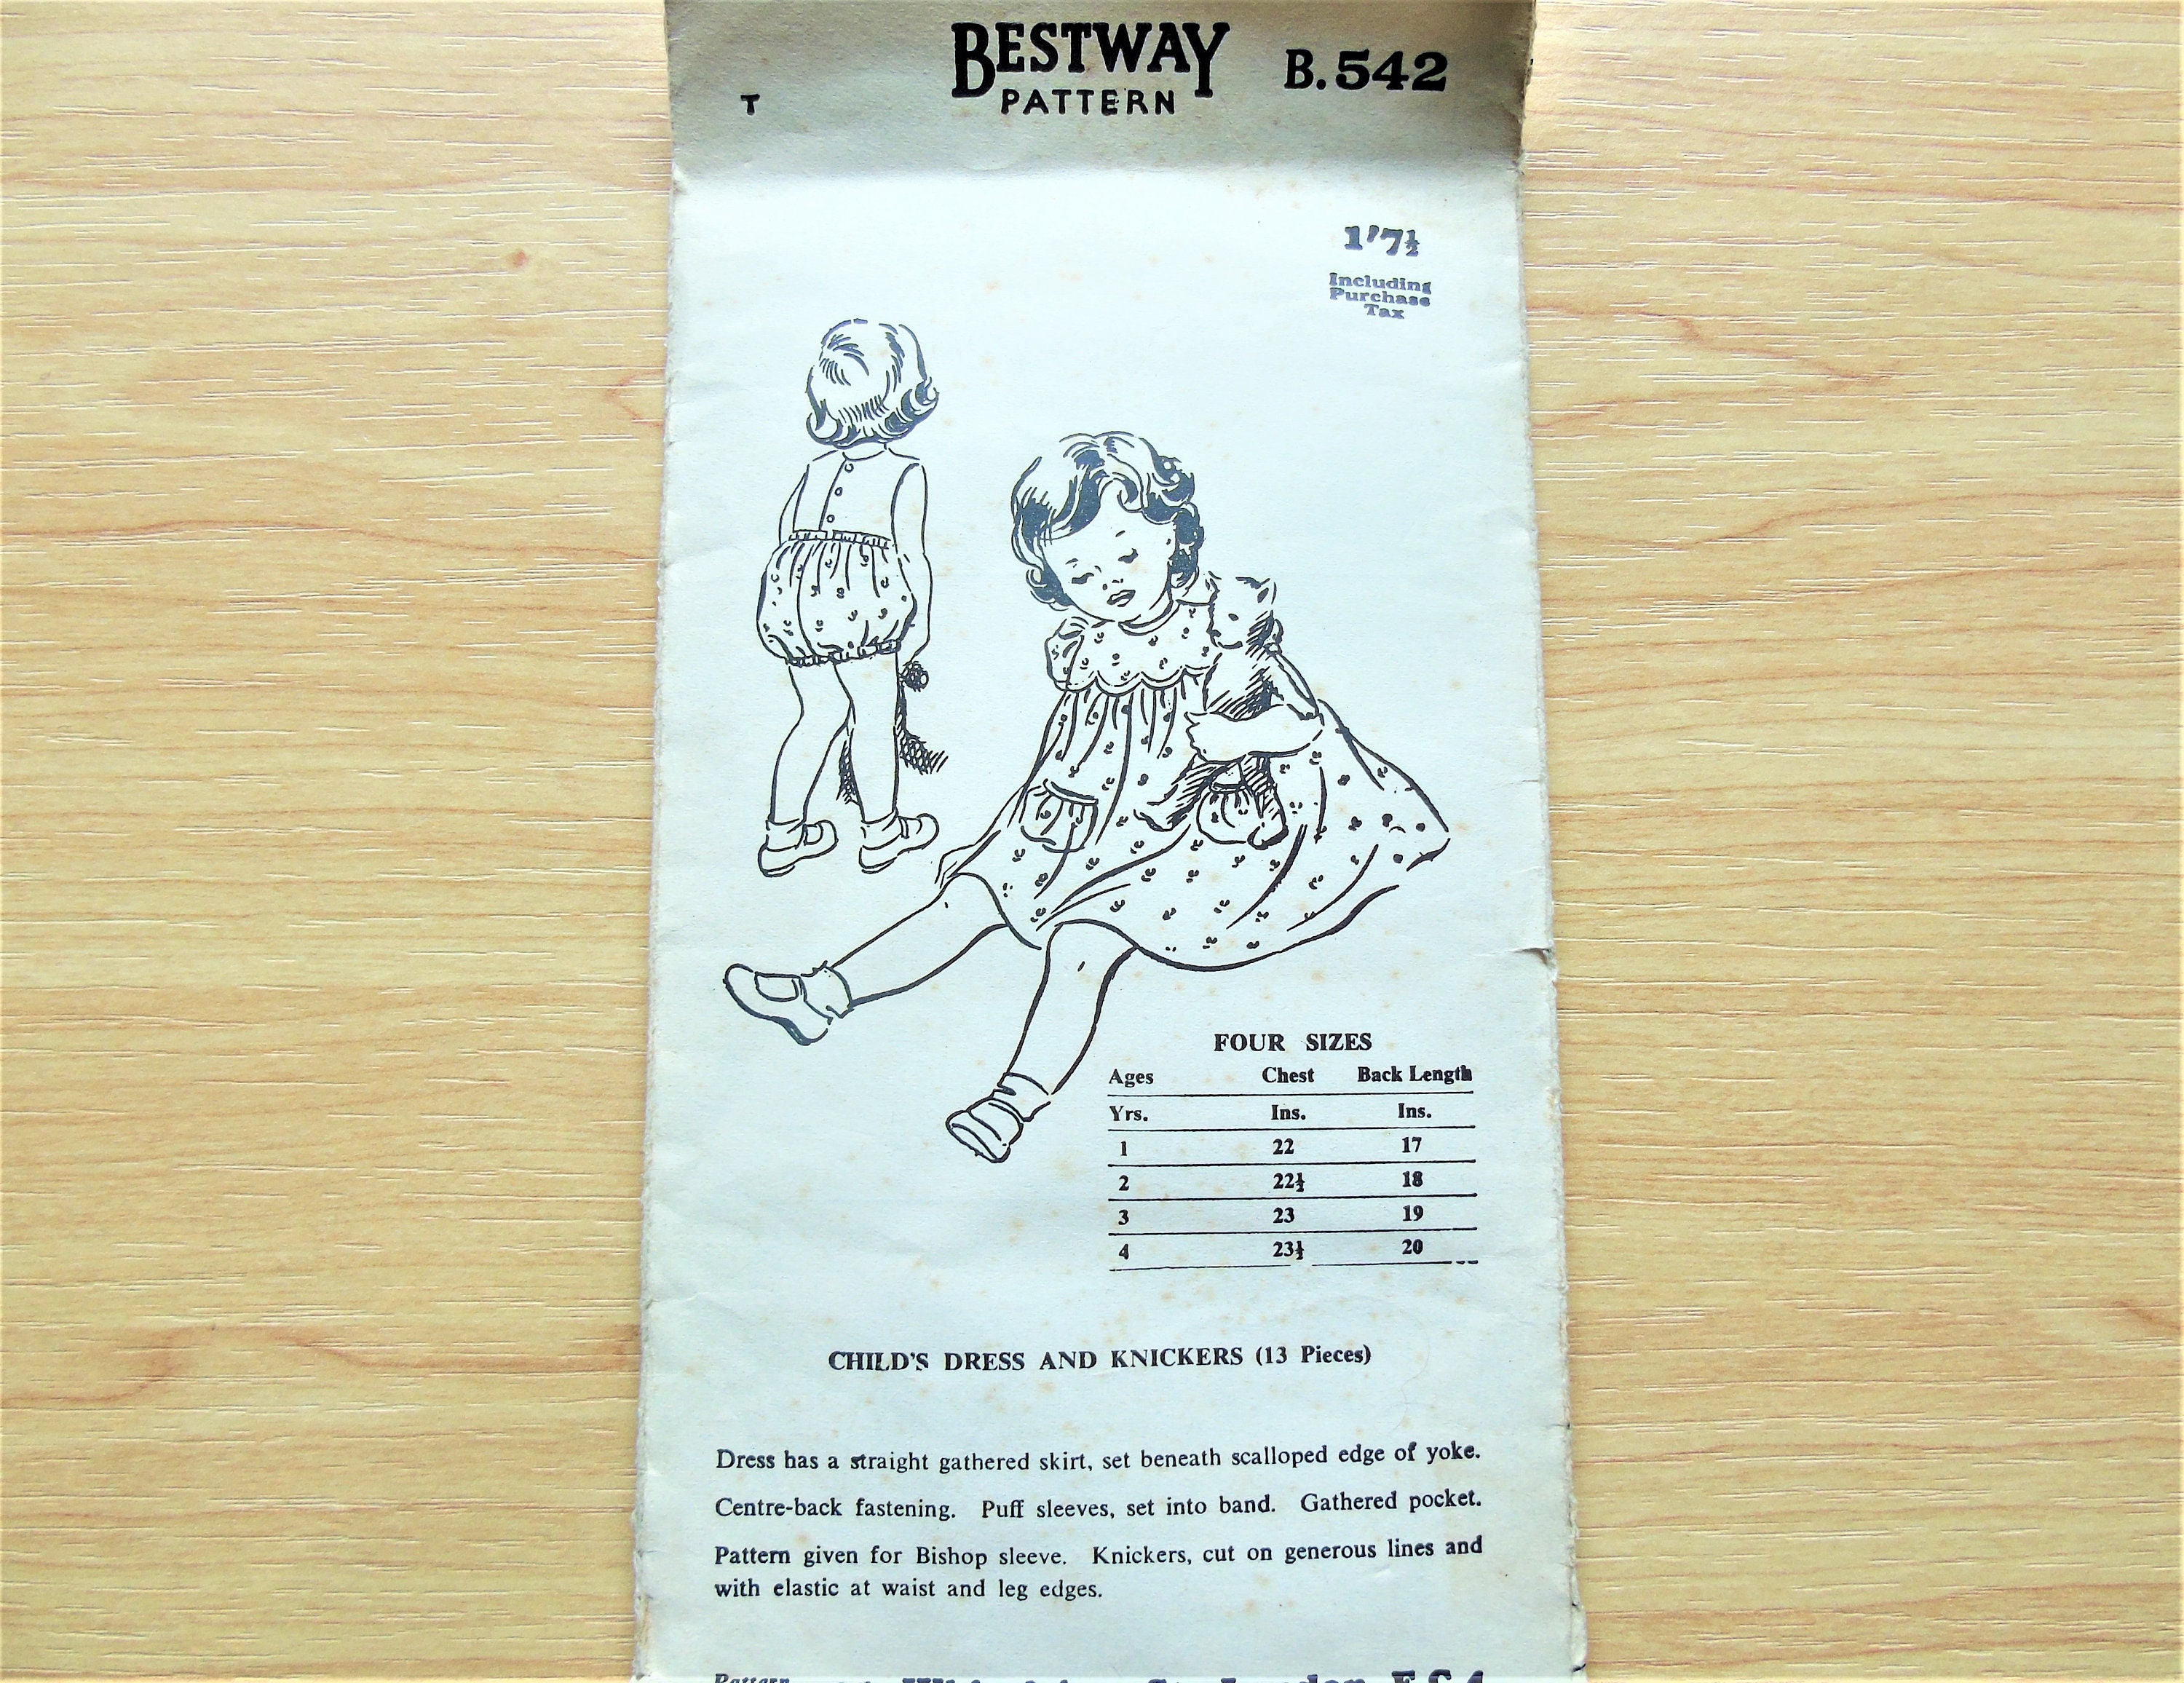 BESTWAY B.542
T PATTERN
1'7½
Including
Purchase
Tax
FOUR SIZES
Ages Chest Back Length
Yrs. Ins. Ins.
1 22 17
2 22½ 18
3 23 19
4 23½ 20
CHILD'S DRESS AND KNICKERS (13 Pieces)
Dress has a straight gathered skirt, set beneath scalloped edge of yoke.
Centre-back fastening. Puff sleeves, set into band. Gathered pocket.
Pattern given for Bishop sleeve. Knickers, cut on generous lines and
with elastic at waist and leg edges.
Pattern London, E.C.4